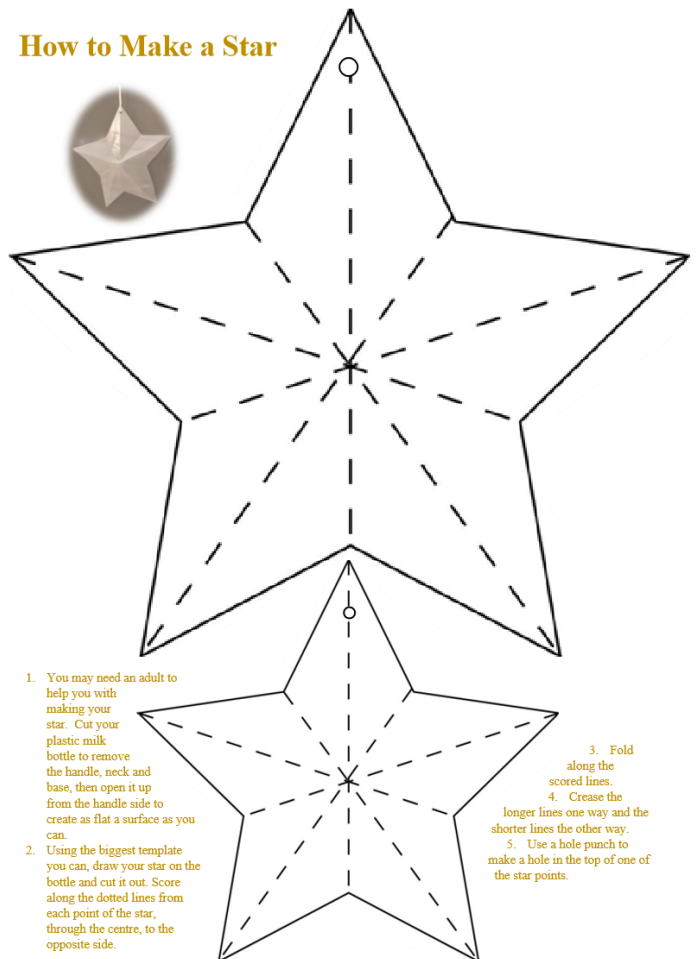 How to Make a Star
1. You may need an adult to
help you with
making your
star. Cut your
plastic milk
bottle to remove
the handle, neck and
base, then open it up
from the handle side to
create as flat a surface as you
can.
2. Using the biggest template
you can, draw your star on the
bottle and cut it out. Score
along the dotted lines from
each point of the star,
through the centre, to the
opposite side.
3. Fold
along the
scored lines.
4. Crease the
longer lines one way and the
shorter lines the other way.
5. Use a hole punch to
make a hole in the top of one of
the star points.